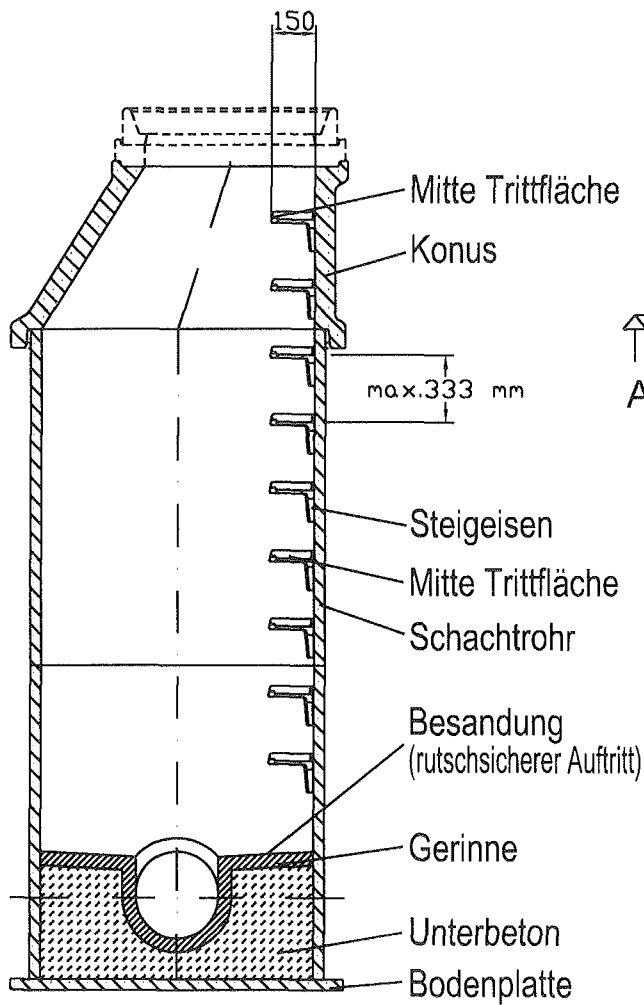 150
Mitte Trittfläche
Konus
A
max.333 mm
Steigeisen
Mitte Trittfläche
Schachtrohr
Besandung
(rutschsicherer Auftritt)
Gerinne
Unterbeton
Bodenplatte